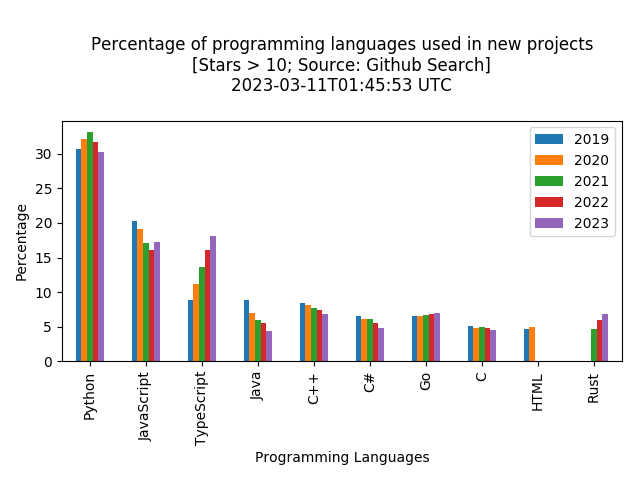 Percentage of programming languages used in new projects
[Stars > 10; Source: Github Search]
2023-03-11T01:45:53 UTC
2019
2020
2021
2022
2023
Percentage
30
25
20
15
10
5
0
Python
JavaScript
TypeScript
Java
C++
C#
Go
C
HTML
Rust
Programming Languages